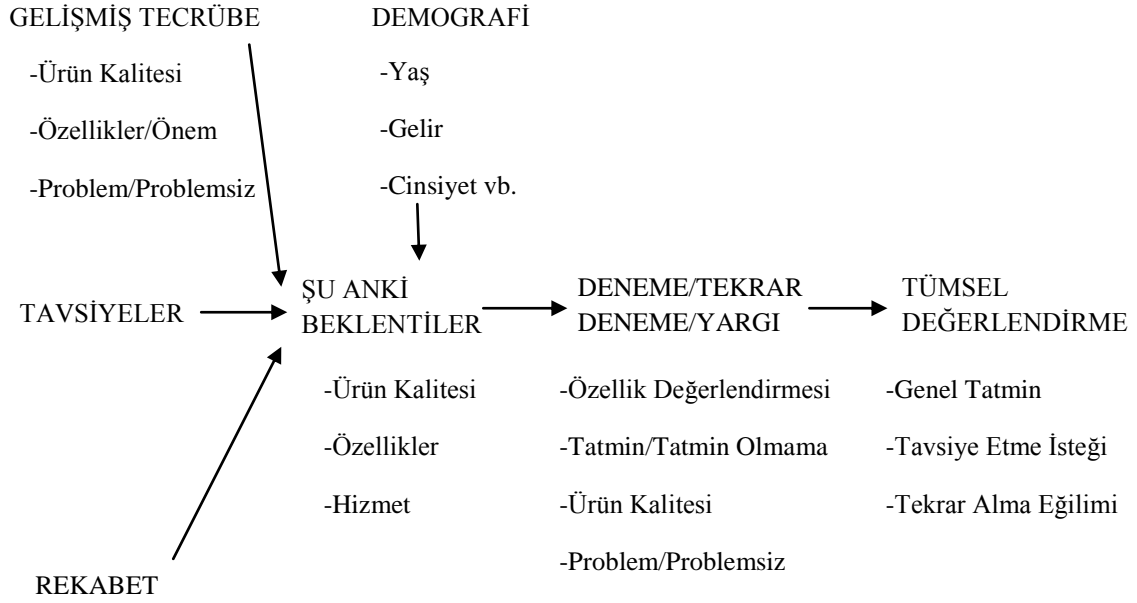 GELİŞMİŞ TECRÜBE
-Ürün Kalitesi
-Özellikler/Önem
-Problem/Problemsiz
DEMOGRAFİ
-Yaş
-Gelir
-Cinsiyet vb.
TAVSİYELER
ŞU ANKİ
BEKLENTİLER
-Ürün Kalitesi
-Özellikler
-Hizmet
DENEME/TEKRAR
DENEME/YARGI
-Özellik Değerlendirmesi
-Tatmin/Tatmin Olmama
-Ürün Kalitesi
-Problem/Problemsiz
TÜMSEL
DEĞERLENDİRME
-Genel Tatmin
-Tavsiye Etme İsteği
-Tekrar Alma Eğilimi
REKABET